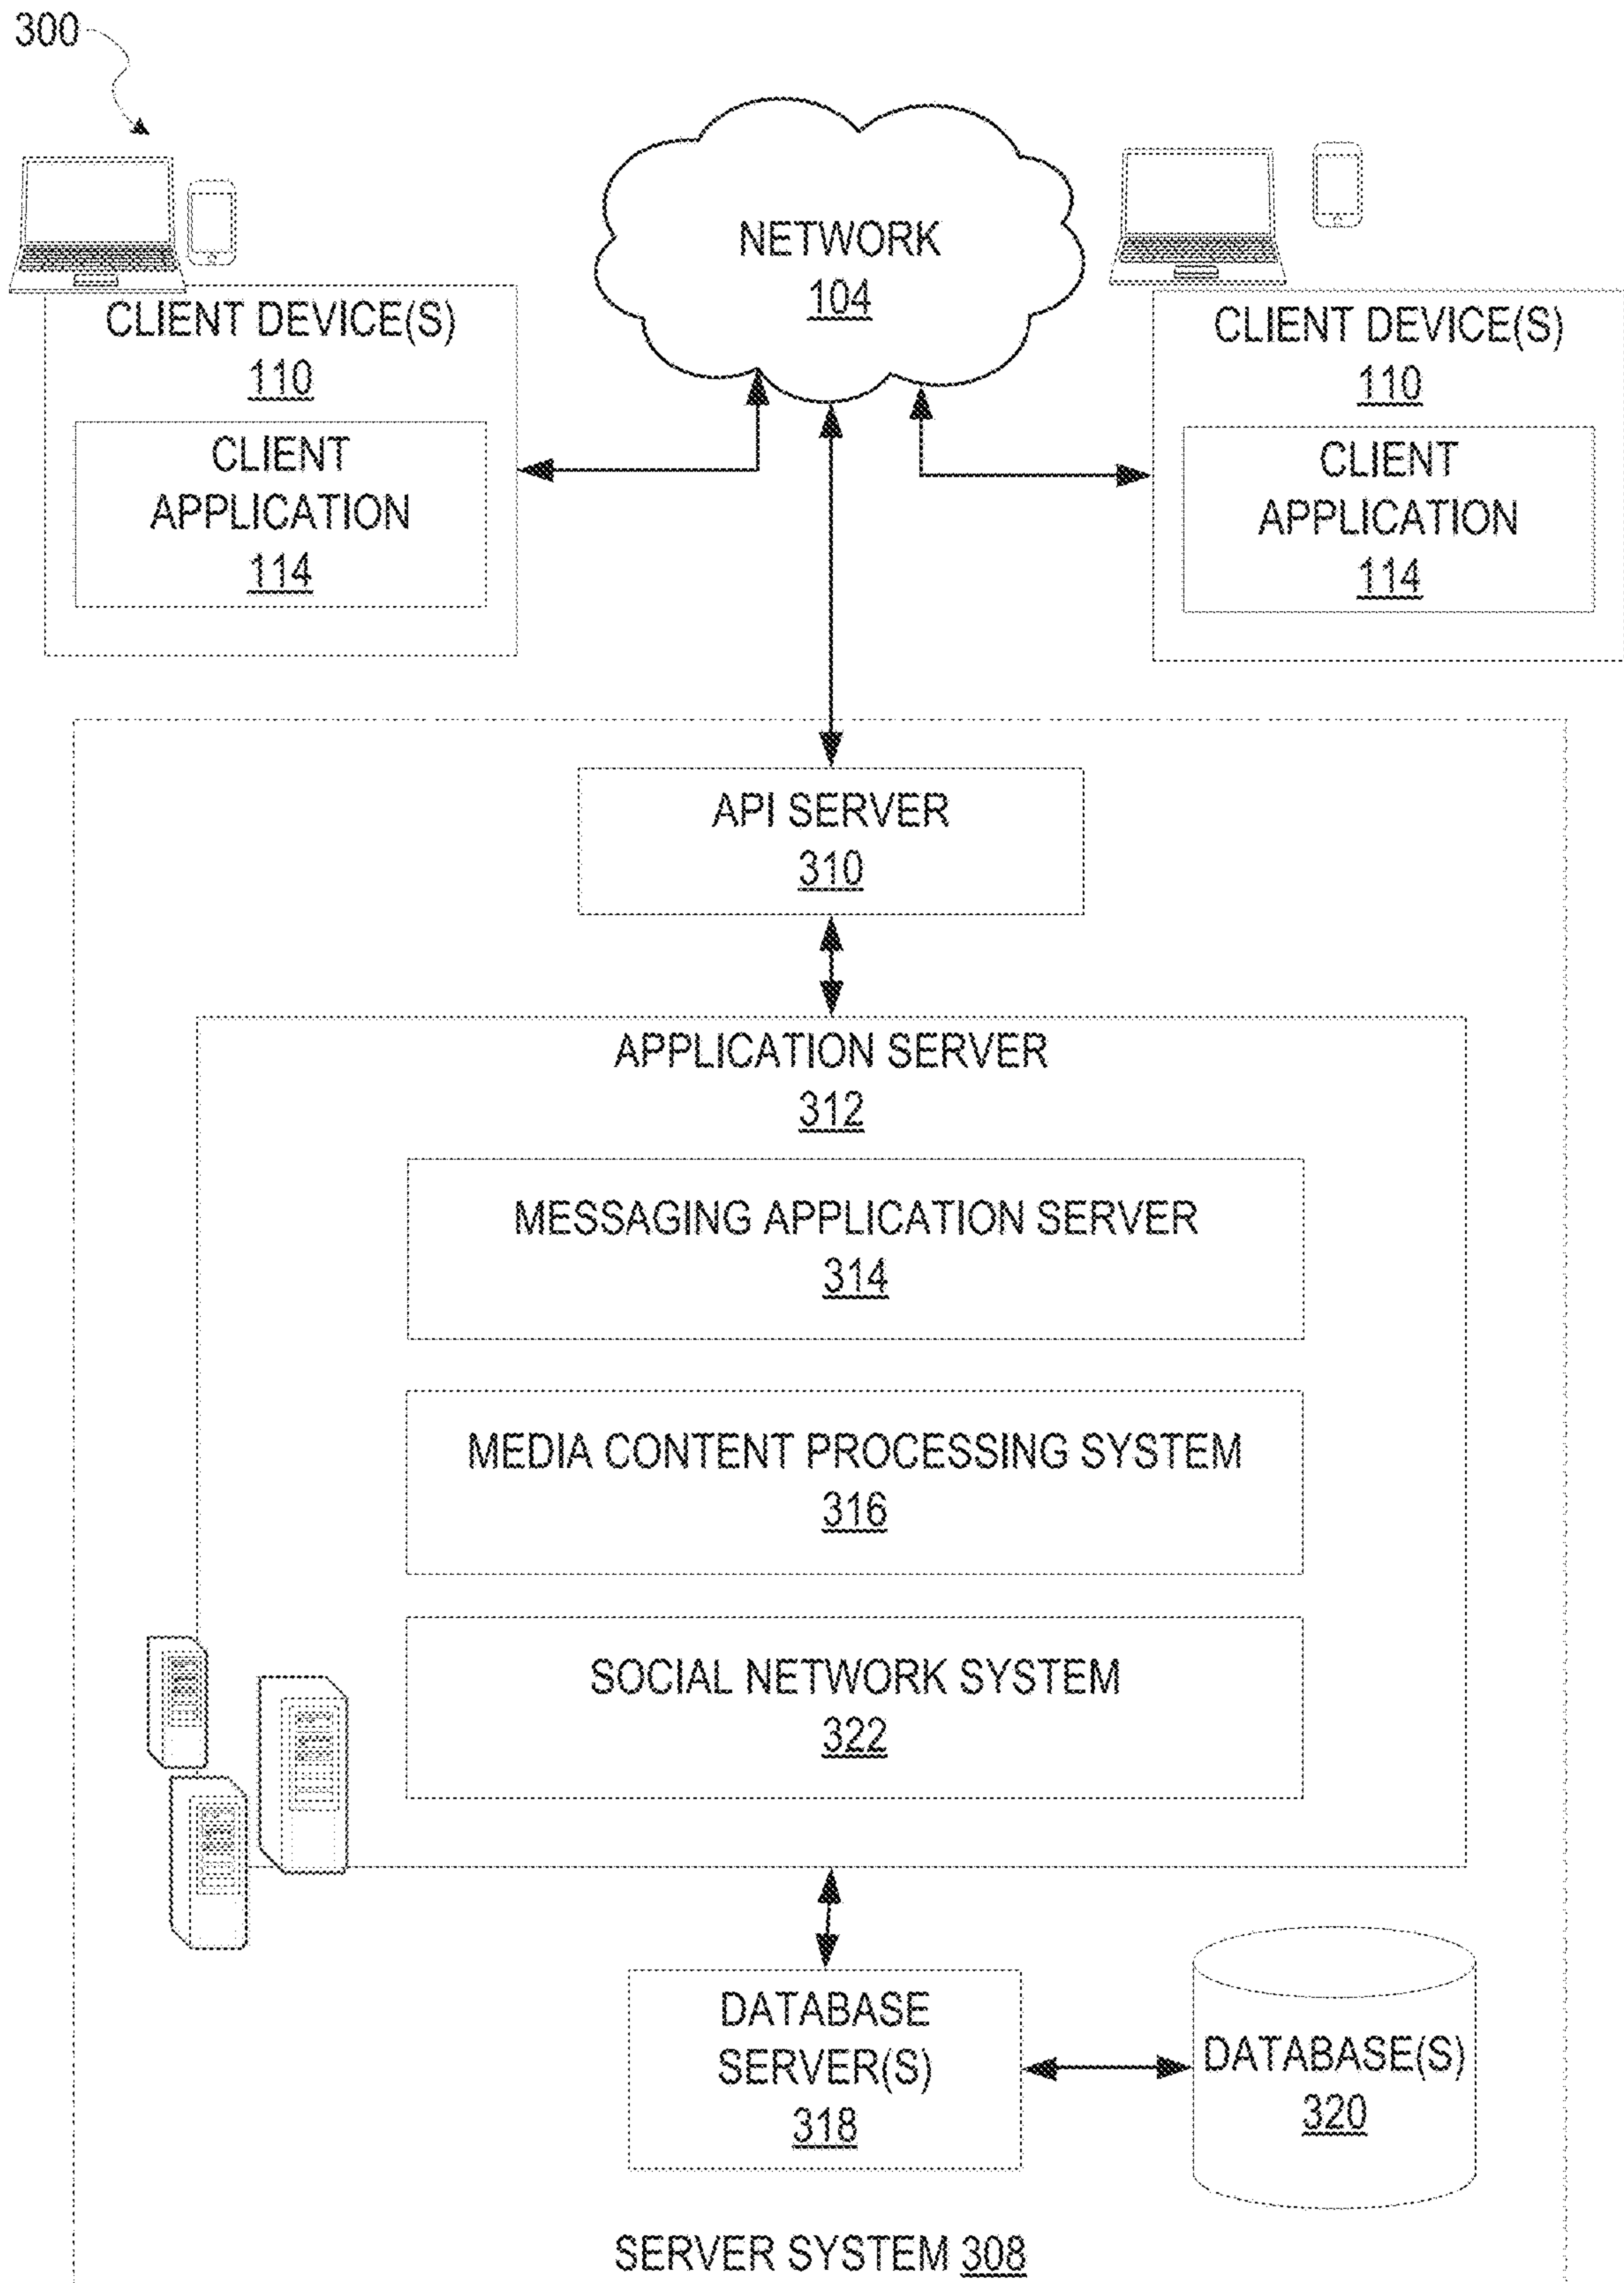 300
NETWORK
104
CLIENT DEVICE(S)
110
CLIENT
APPLICATION
114
CLIENT DEVICE(S)
110
CLIENT
APPLICATION
114
API SERVER
310
APPLICATION SERVER
312
MESSAGING APPLICATION SERVER
314
MEDIA CONTENT PROCESSING SYSTEM
316
SOCIAL NETWORK SYSTEM
322
DATABASE
SERVER(S)
318
DATABASE(S)
320
SERVER SYSTEM 308